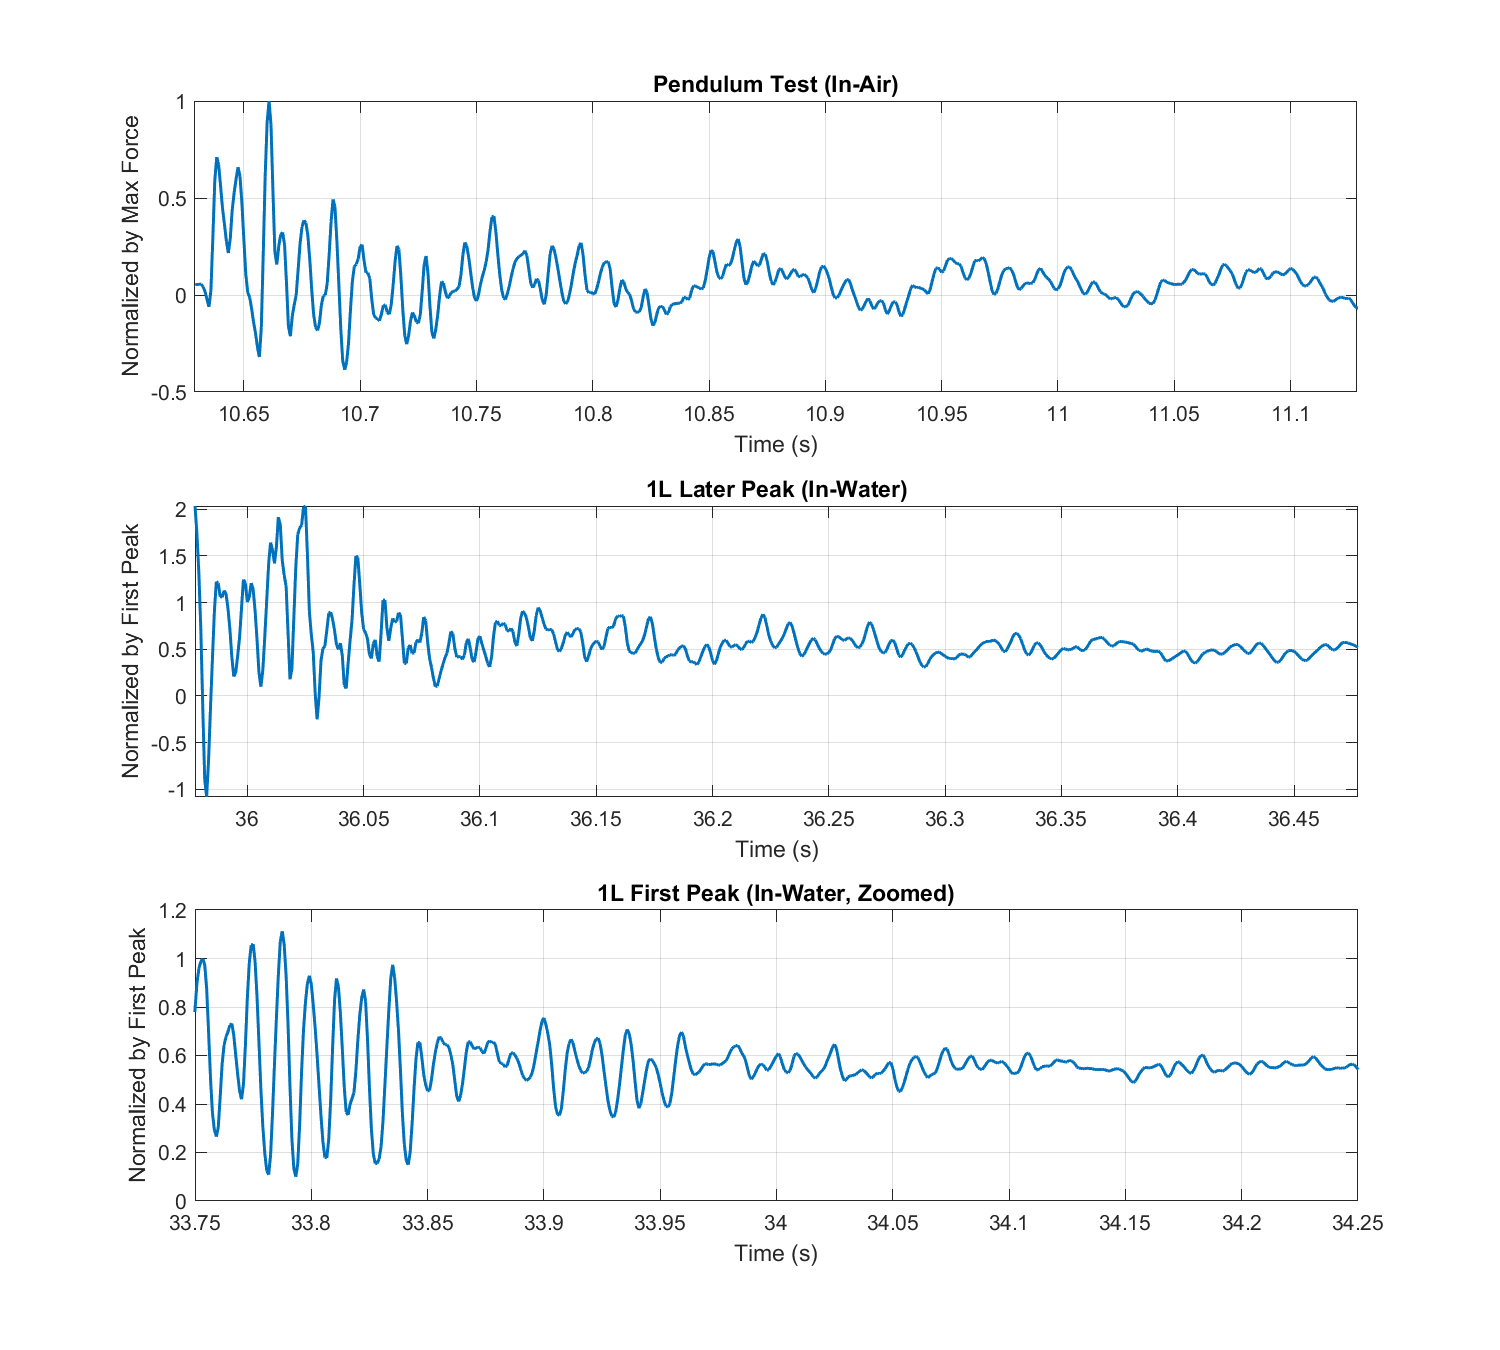 Pendulum Test (In-Air)
Normalized by Max Force
1
0.5
0
-0.5
10.65 10.7 10.75 10.8 10.85 10.9 10.95 11 11.05 11.1
Time (s)
1L Later Peak (In-Water)
Normalized by First Peak
2
1.5
1
0.5
0
-0.5
-1
36 36.05 36.1 36.15 36.2 36.25 36.3 36.35 36.4 36.45
Time (s)
1L First Peak (In-Water, Zoomed)
Normalized by First Peak
1.2
1
0.8
0.6
0.4
0.2
0
33.75 33.8 33.85 33.9 33.95 34 34.05 34.1 34.15 34.2 34.25
Time (s)